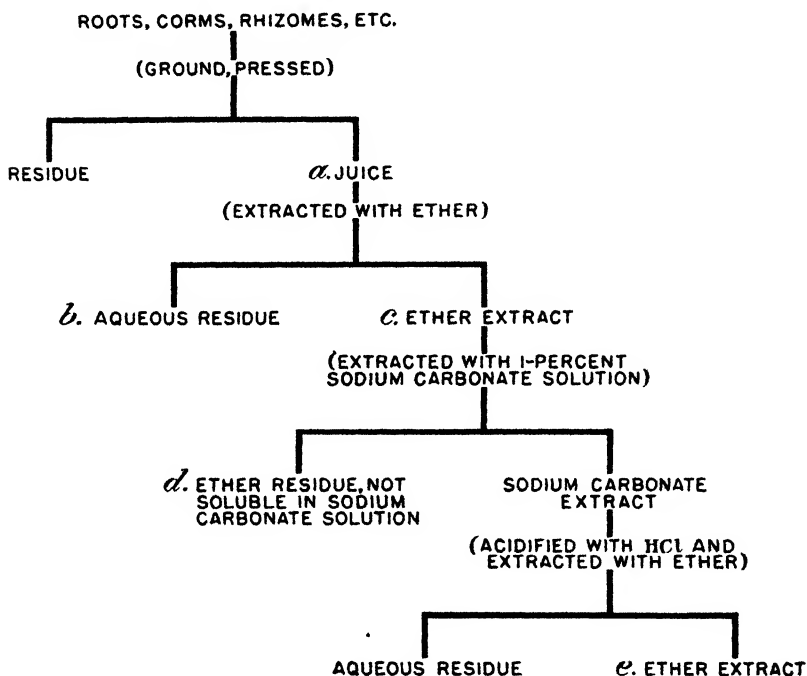 ROOTS, CORMS, RHIZOMES, ETC.
(GROUND, PRESSED)
RESIDUE
a. JUICE
(EXTRACTED WITH ETHER)
b. AQUEOUS RESIDUE
c. ETHER EXTRACT
(EXTRACTED WITH 1-PERCENT
SODIUM CARBONATE SOLUTION)
d. ETHER RESIDUE, NOT
SOLUBLE IN SODIUM
CARBONATE SOLUTION
SODIUM CARBONATE
EXTRACT
(ACIDIFIED WITH HCl AND
EXTRACTED WITH ETHER)
AQUEOUS RESIDUE
e. ETHER EXTRACT